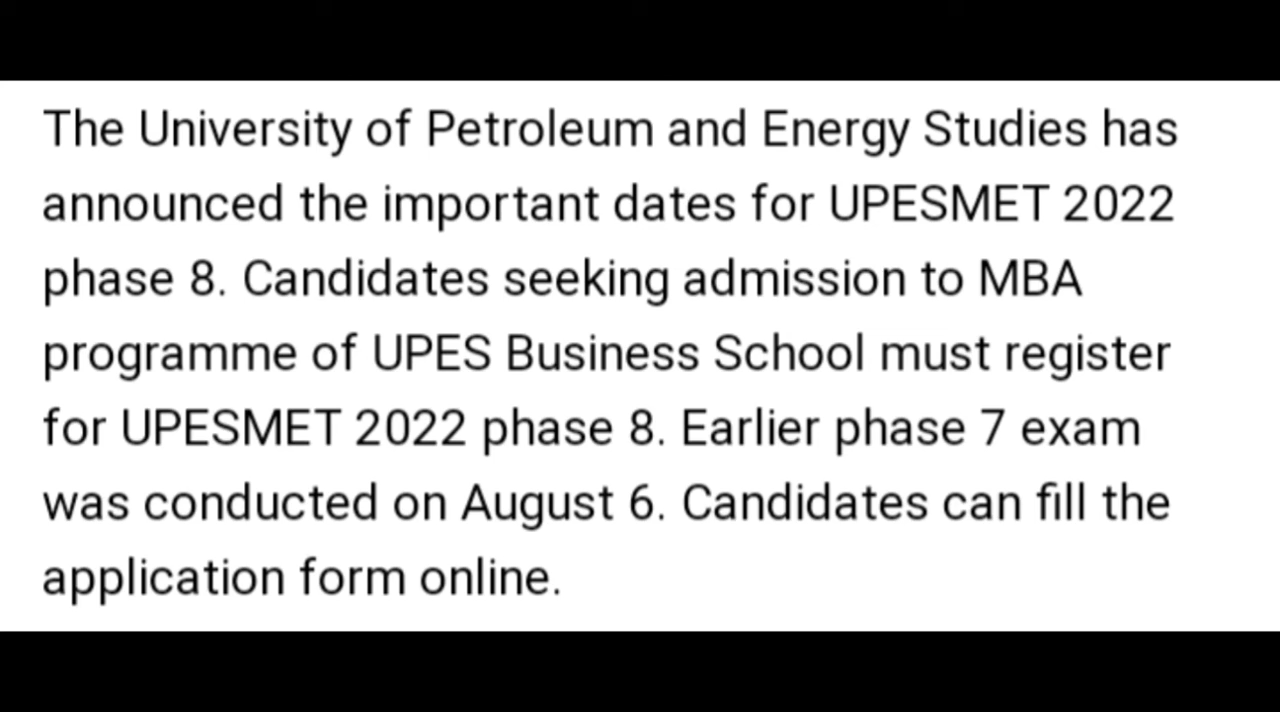 The University of Petroleum and Energy Studies has
announced the important dates for UPESMET 2022
phase 8. Candidates seeking admission to MBA
programme of UPES Business School must register
for UPESMET 2022 phase 8. Earlier phase 7 exam
was conducted on August 6. Candidates can fill the
application form online.